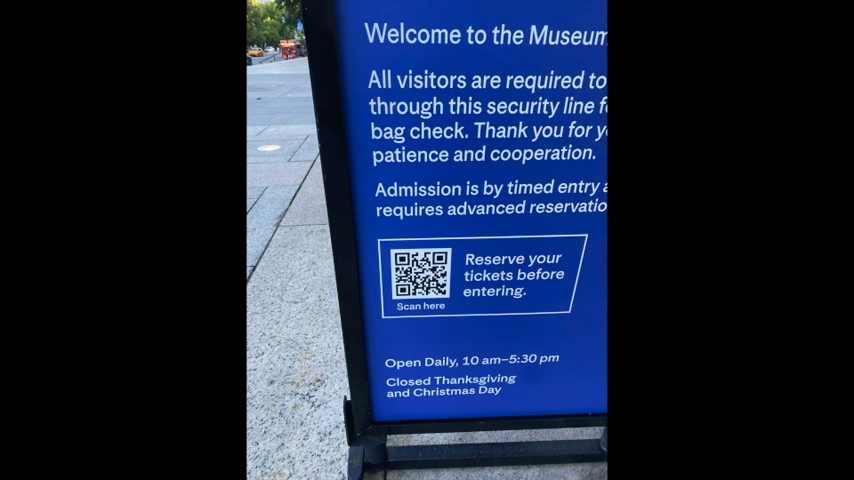 Welcome to the Museum
All visitors are required to
through this security line
bag check. Thank you for
patience and cooperation.
Admission is by timed entry
requires advanced
Reserve your
tickets before
entering.
Scan here
Open Daily, 10 am–5:30 pm
Closed Thanksgiving
and Christmas Day